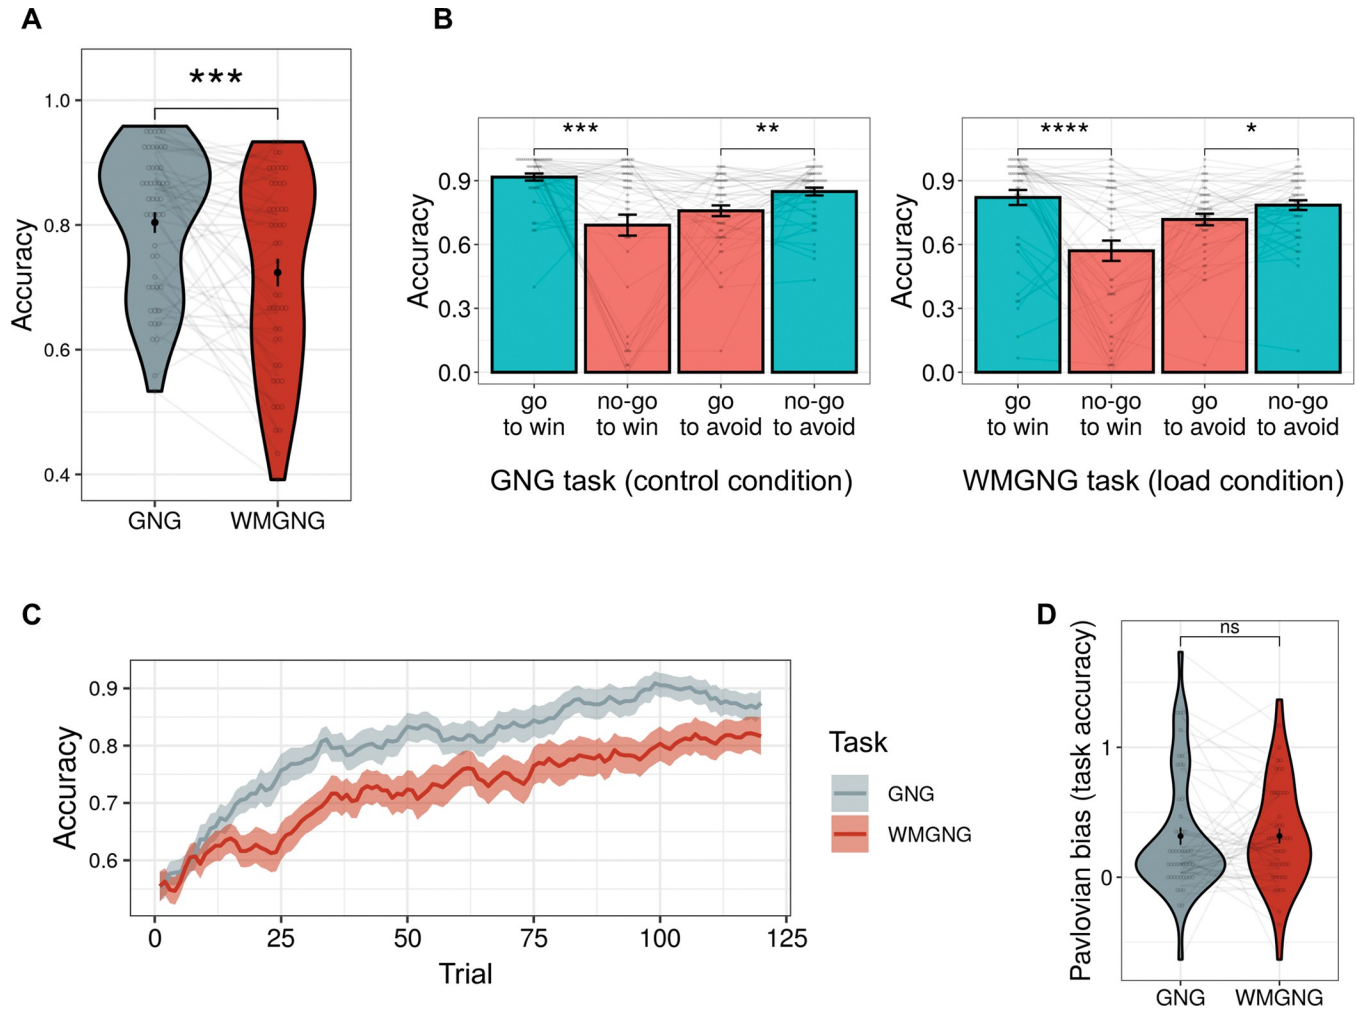 A
B
***
1.0
0.8
0.6
0.4
Accuracy
GNG
WMGNG
***
**
0.9
0.6
0.3
0.0
Accuracy
go
to win
no-go
to win
go
to avoid
no-go
to avoid
GNG task (control condition)
****
*
0.9
0.6
0.3
0.0
Accuracy
go
to win
no-go
to win
go
to avoid
no-go
to avoid
WMGNG task (load condition)
C
0.9
0.8
0.7
0.6
Accuracy
0
25
50
75
100
125
Trial
Task
GNG
WMGNG
D
ns
1
0
Pavlovian bias (task accuracy)
GNG
WMGNG